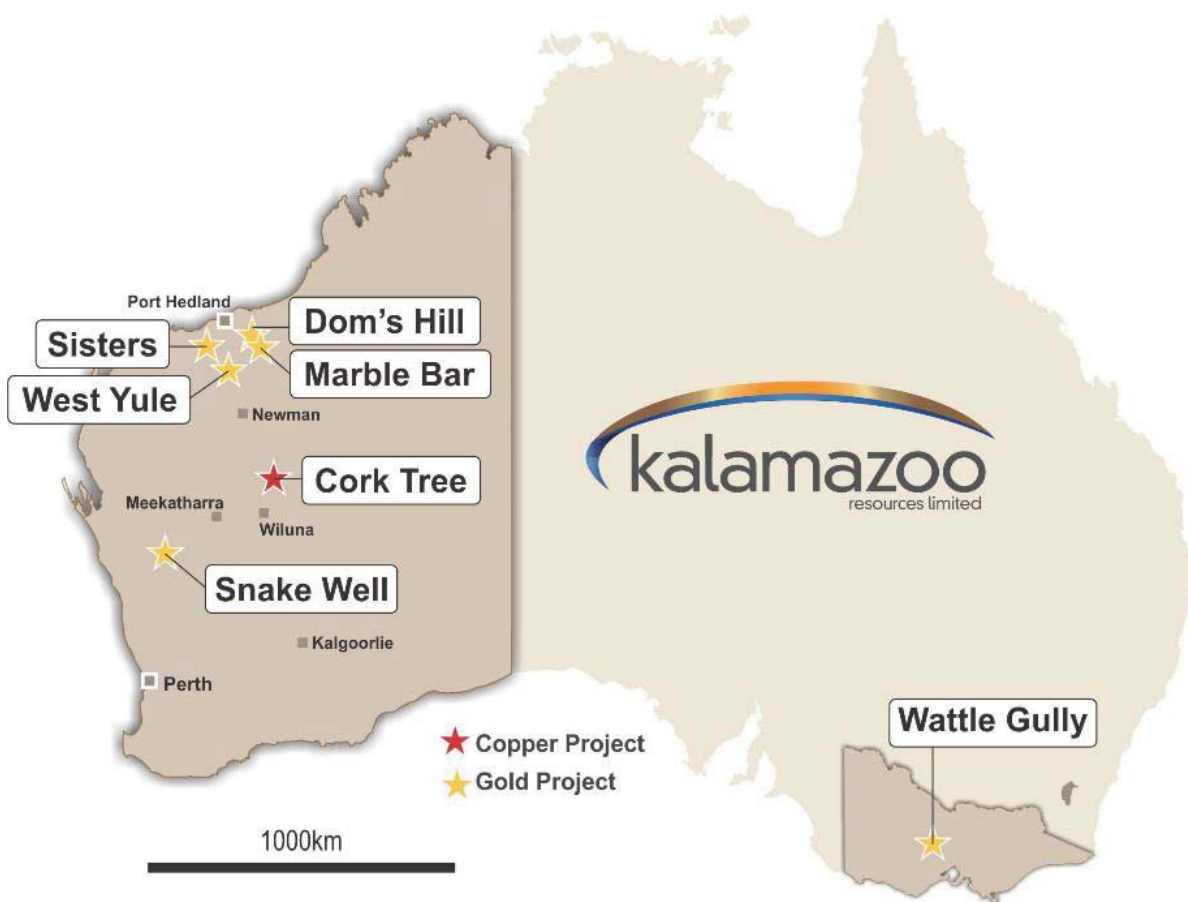 Port Hedland
Dom's Hill
Sisters
Marble Bar
West Yule
Newman
kalamazoo
resources limited
Cork Tree
Meekatharra
Wiluna
Snake Well
Kalgoorlie
Perth
Wattle Gully
Copper Project
Gold Project
1000km